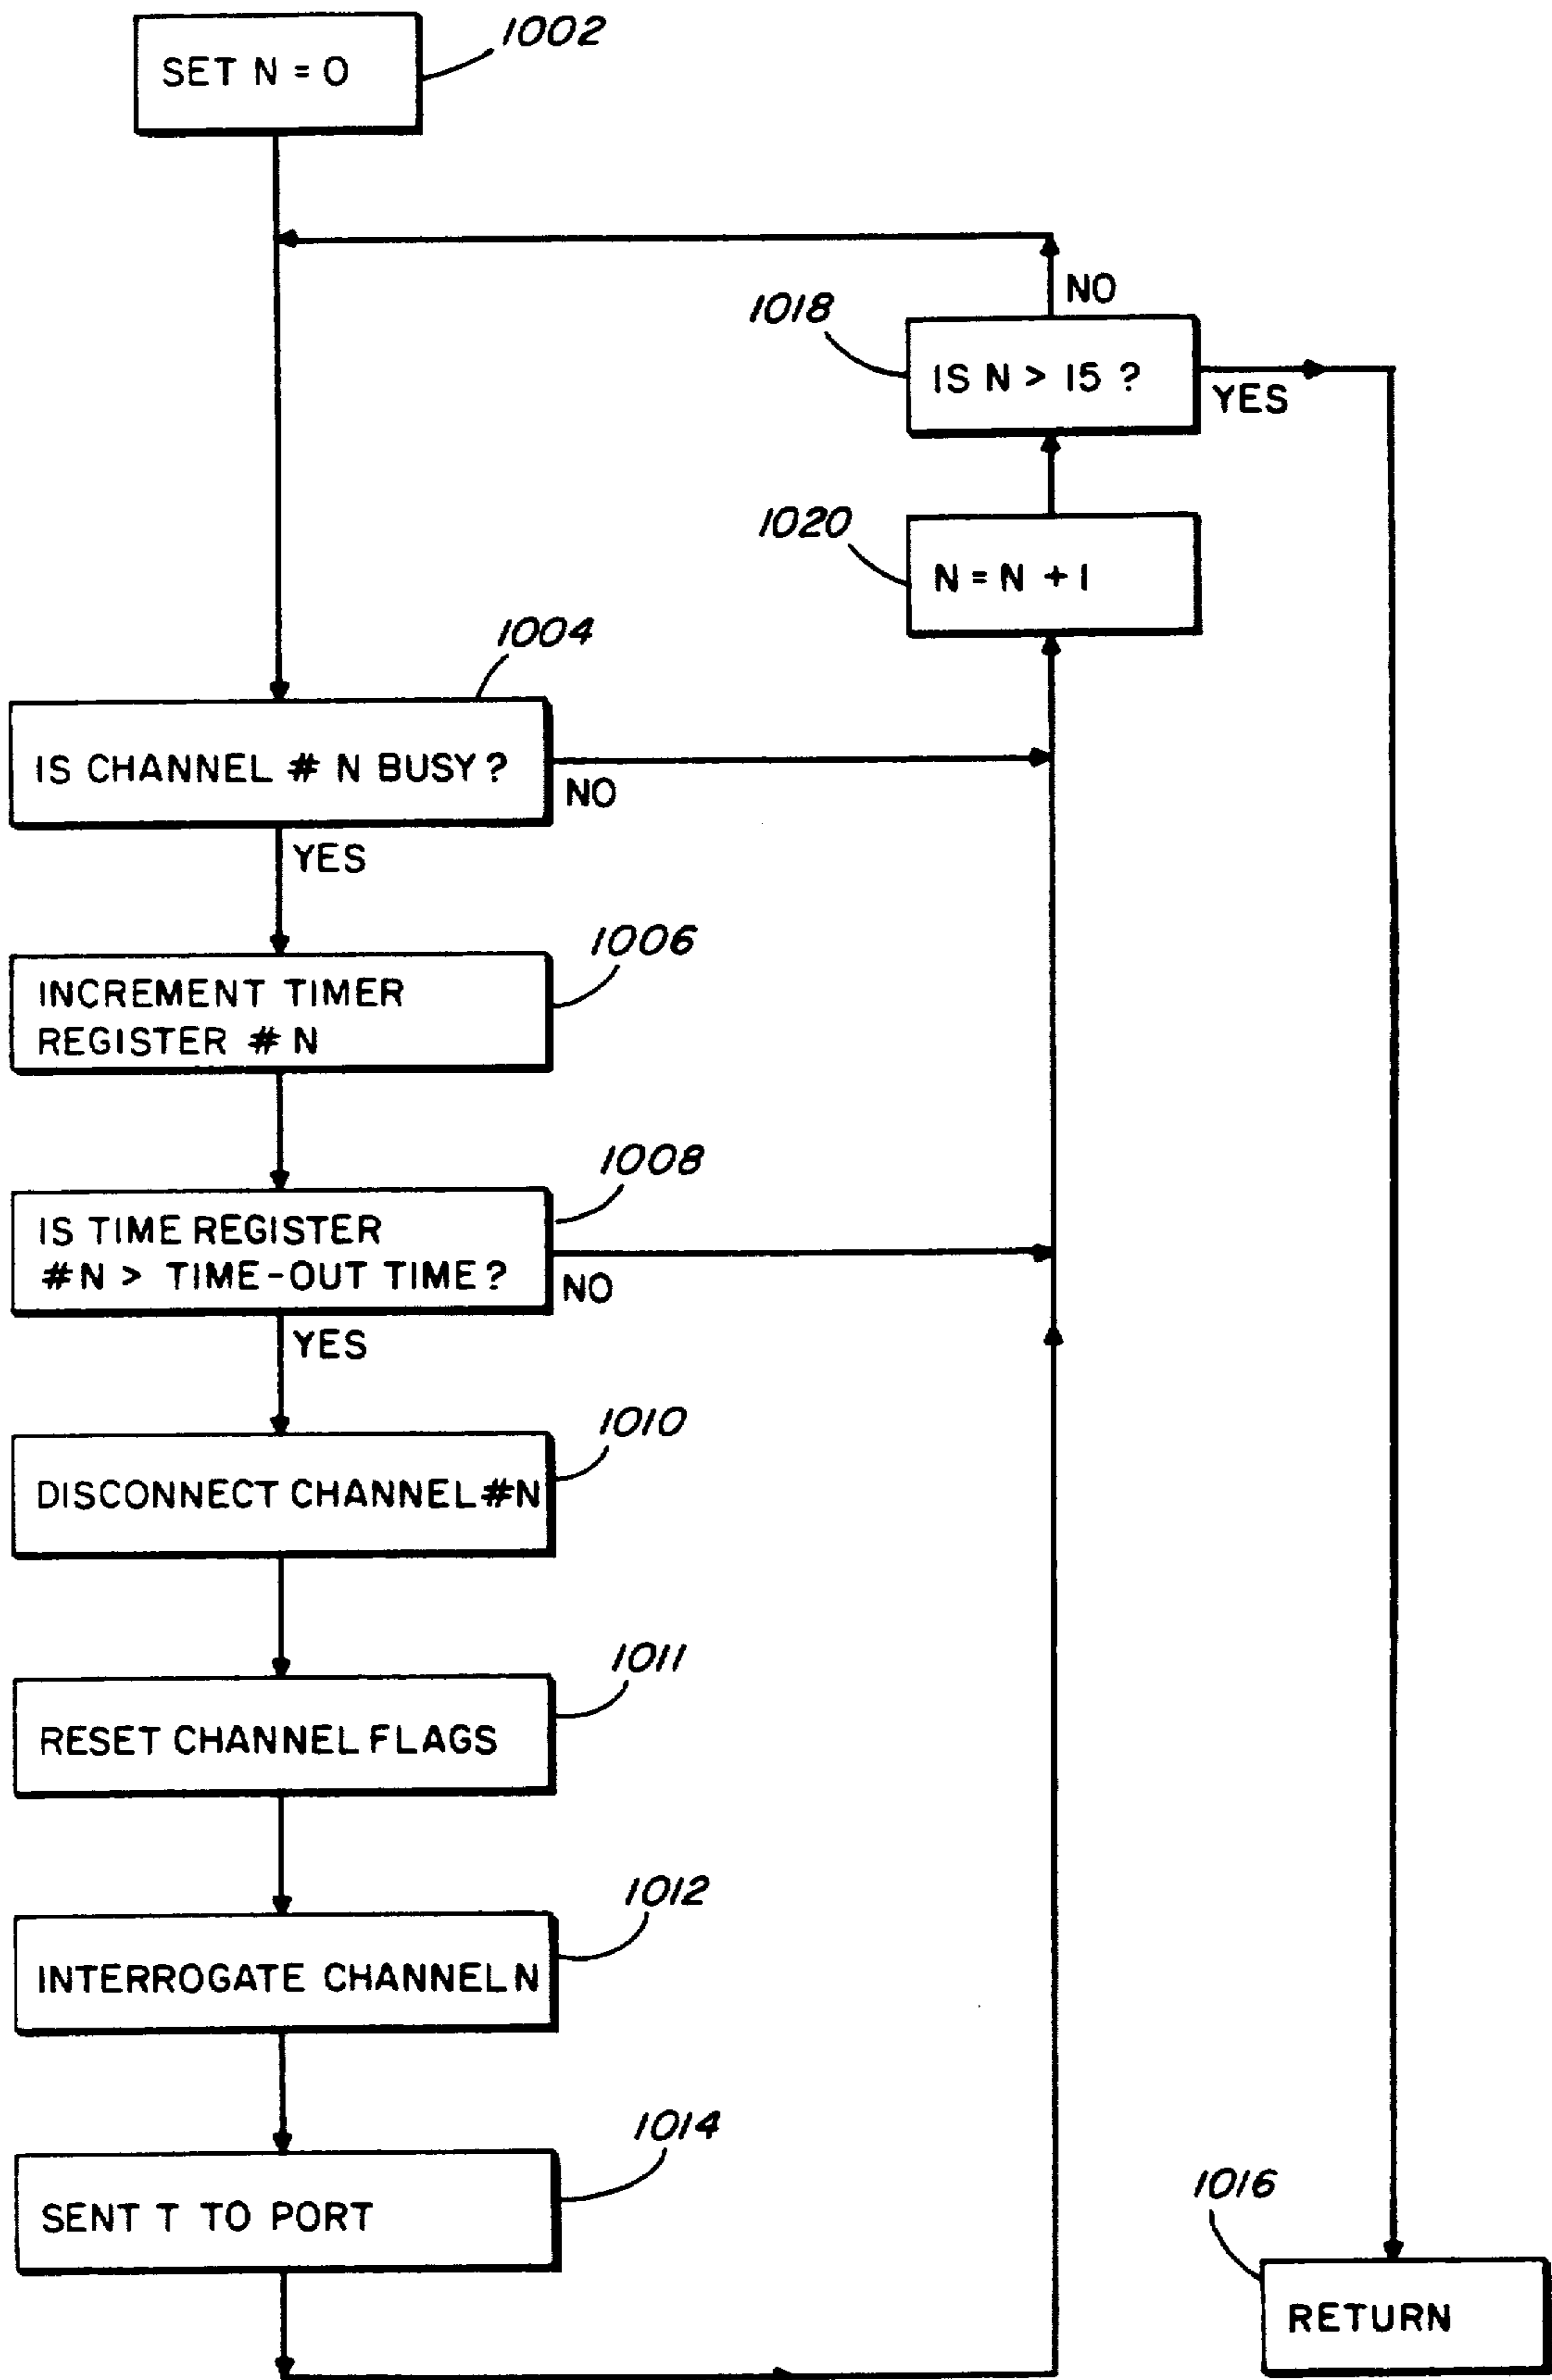 1002
SET N = 0
NO
1018
IS N > 15 ?
YES
1020
N = N + 1
1004
IS CHANNEL # N BUSY ?
NO
YES
1006
INCREMENT TIMER
REGISTER # N
1008
IS TIME REGISTER
#N > TIME-OUT TIME?
NO
YES
1010
DISCONNECT CHANNEL #N
1011
RESET CHANNEL FLAGS
1012
INTERROGATE CHANNEL N
1014
SENT T TO PORT
1016
RETURN